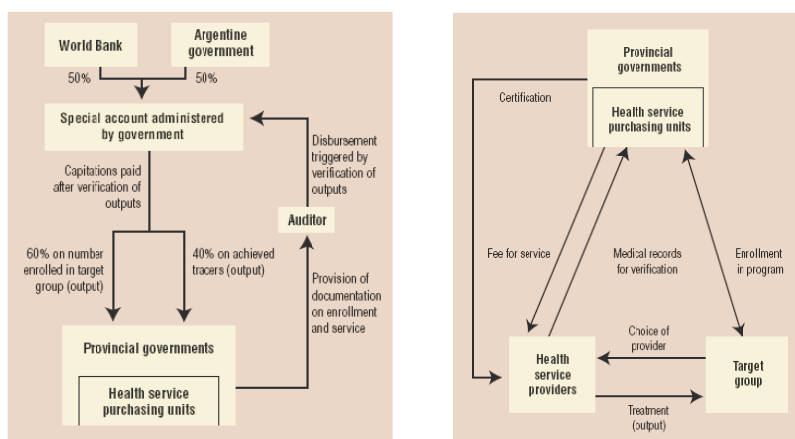 World Bank
Argentine
government
50%
50%
Special account administered
by government
Capitations paid
after verification of
outputs
Disbursement
triggered by
verification of
outputs
Auditor
60% on number
enrolled in target
group (output)
40% on achieved
tracers (output)
Provision of
documentation
on enrollment
and service
Provincial governments
Health service
purchasing units
Provincial
governments
Certification
Health service
purchasing units
Fee for service
Medical records
for verification
Enrollment
in program
Choice of
provider
Health
service
providers
Target
group
Treatment
(output)